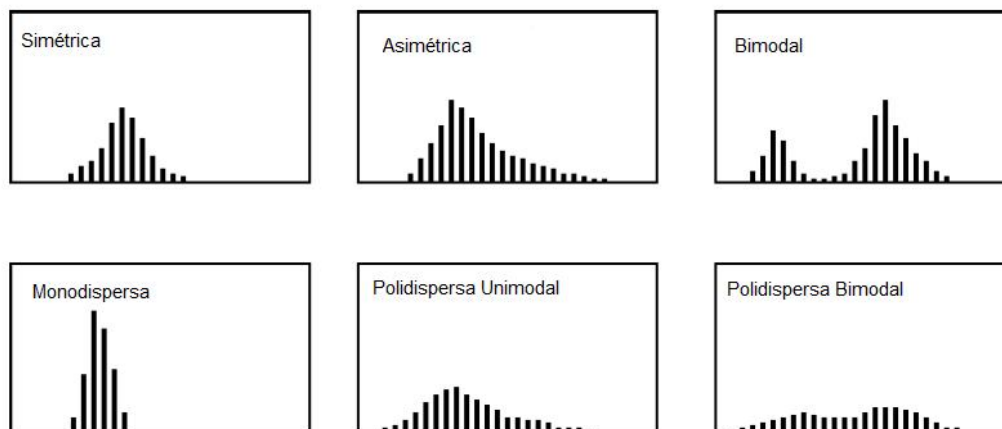 Simétrica
Asimétrica
Bimodal
Monodispersa
Polidispersa Unimodal
Polidispersa Bimodal